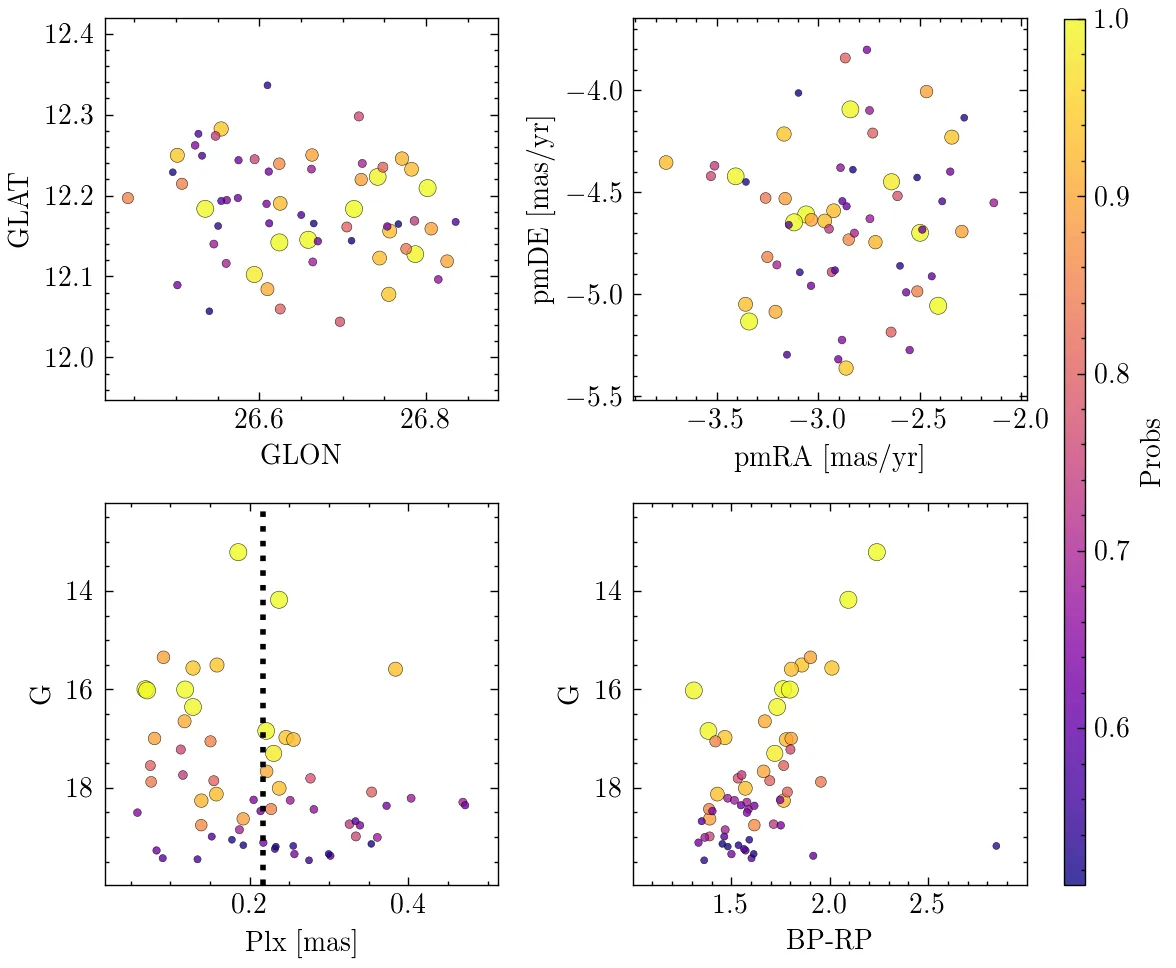 12.4
12.3
12.2
12.1
12.0
GLAT
26.6 26.8
GLON
−4.0
−4.5
−5.0
−5.5
pmDE [mas/yr]
−3.5 −3.0 −2.5 −2.0
pmRA [mas/yr]
14
16
18
G
0.2 0.4
Plx [mas]
14
16
18
G
1.5 2.0 2.5
BP-RP
1.0
0.9
0.8
0.7
0.6
Probs